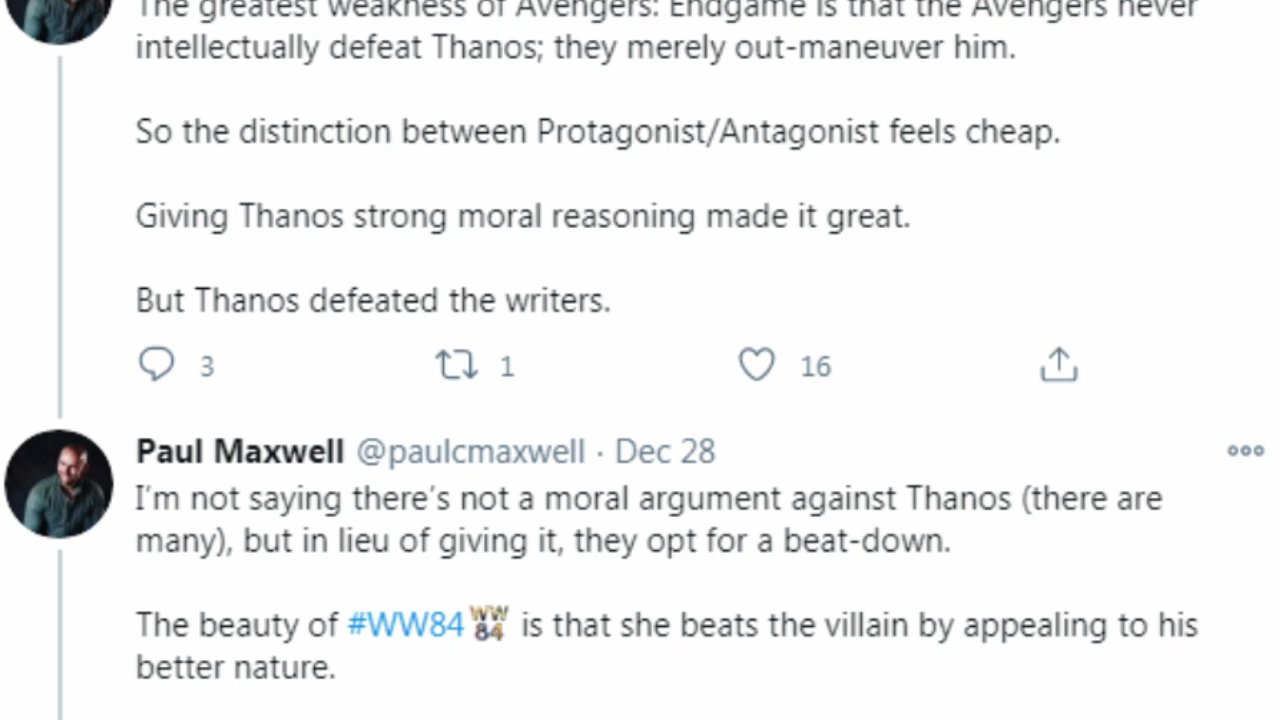 The greatest weakness of Avengers: Endgame is that the Avengers never
intellectually defeat Thanos; they merely out-maneuver him.
So the distinction between Protagonist/Antagonist feels cheap.
Giving Thanos strong moral reasoning made it great.
But Thanos defeated the writers.
3 1 16
Paul Maxwell @paulcmaxwell · Dec 28
I'm not saying there's not a moral argument against Thanos (there are
many), but in lieu of giving it, they opt for a beat-down.
The beauty of #WW84 WW 84 is that she beats the villain by appealing to his
better nature.